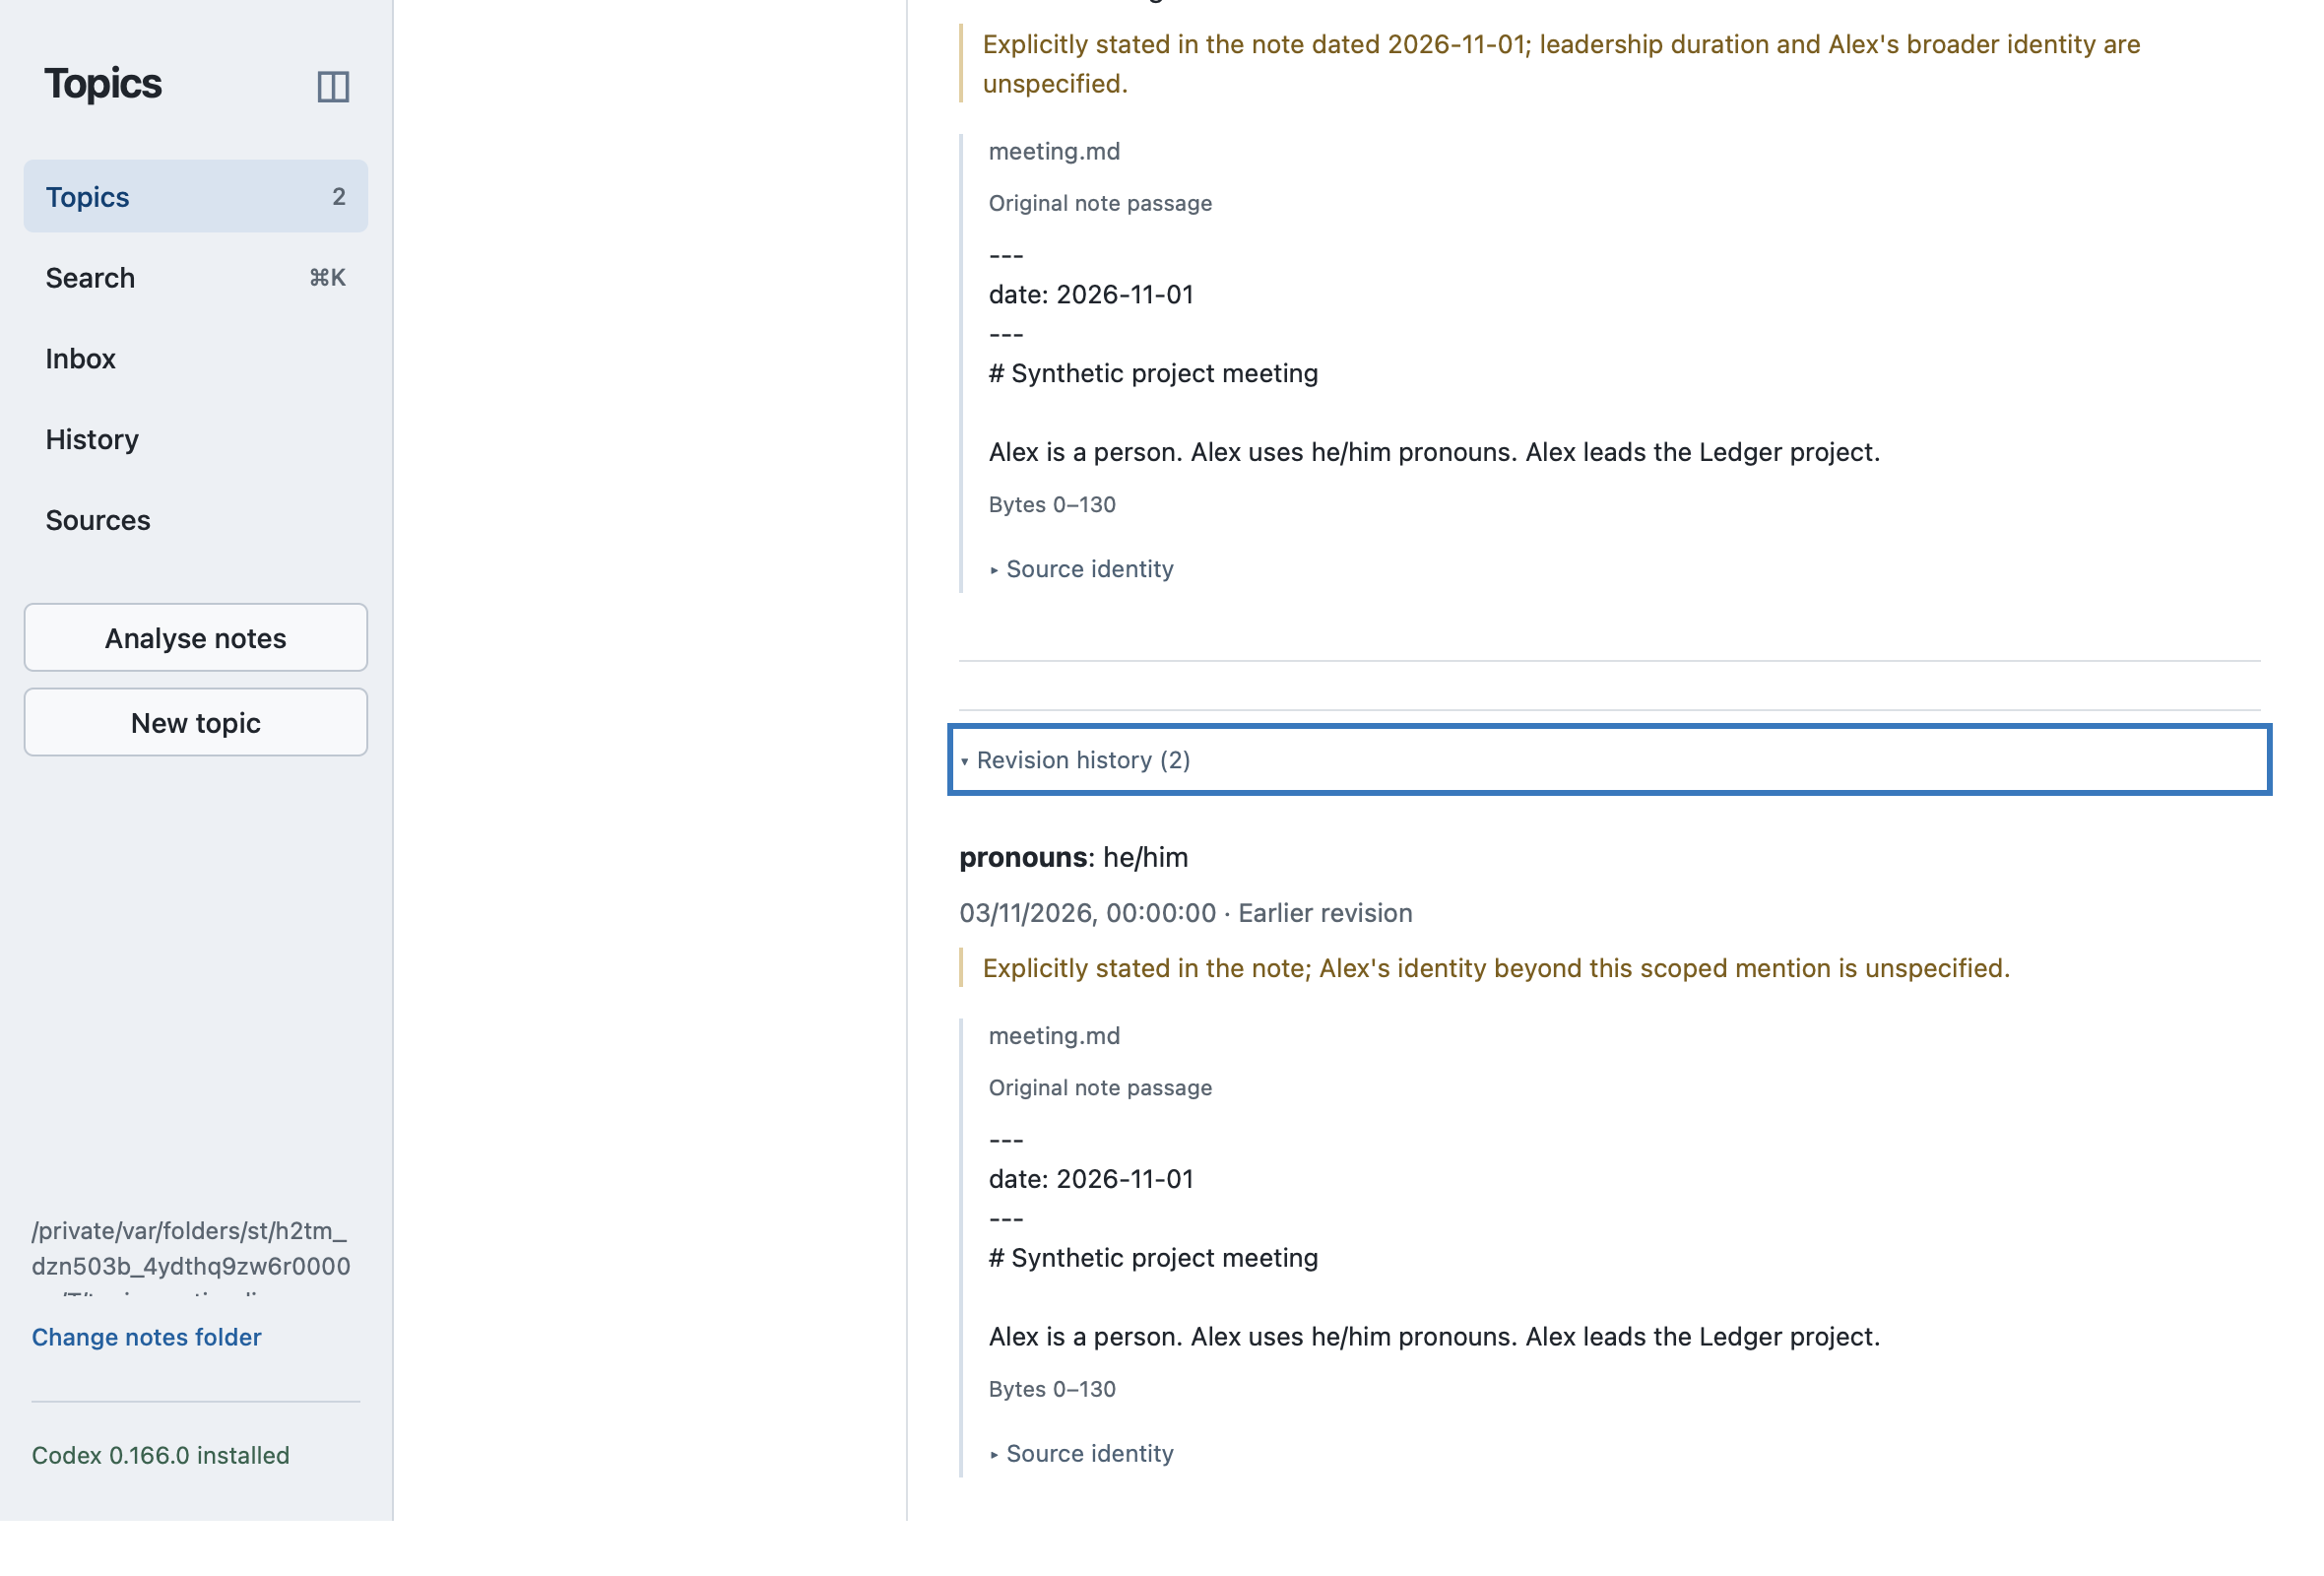 Topics
Topics 2
Search ⌘K
Inbox
History
Sources
Analyse notes
New topic
/private/var/folders/st/h2tm_
dzn503b_4ydthq9zw6r0000
Change notes folder
Codex 0.166.0 installed
Explicitly stated in the note dated 2026-11-01; leadership duration and Alex's broader identity are
unspecified.
meeting.md
Original note passage
---
date: 2026-11-01
---
# Synthetic project meeting
Alex is a person. Alex uses he/him pronouns. Alex leads the Ledger project.
Bytes 0–130
▸ Source identity
▾ Revision history (2)
pronouns: he/him
03/11/2026, 00:00:00 · Earlier revision
Explicitly stated in the note; Alex's identity beyond this scoped mention is unspecified.
meeting.md
Original note passage
---
date: 2026-11-01
---
# Synthetic project meeting
Alex is a person. Alex uses he/him pronouns. Alex leads the Ledger project.
Bytes 0–130
▸ Source identity